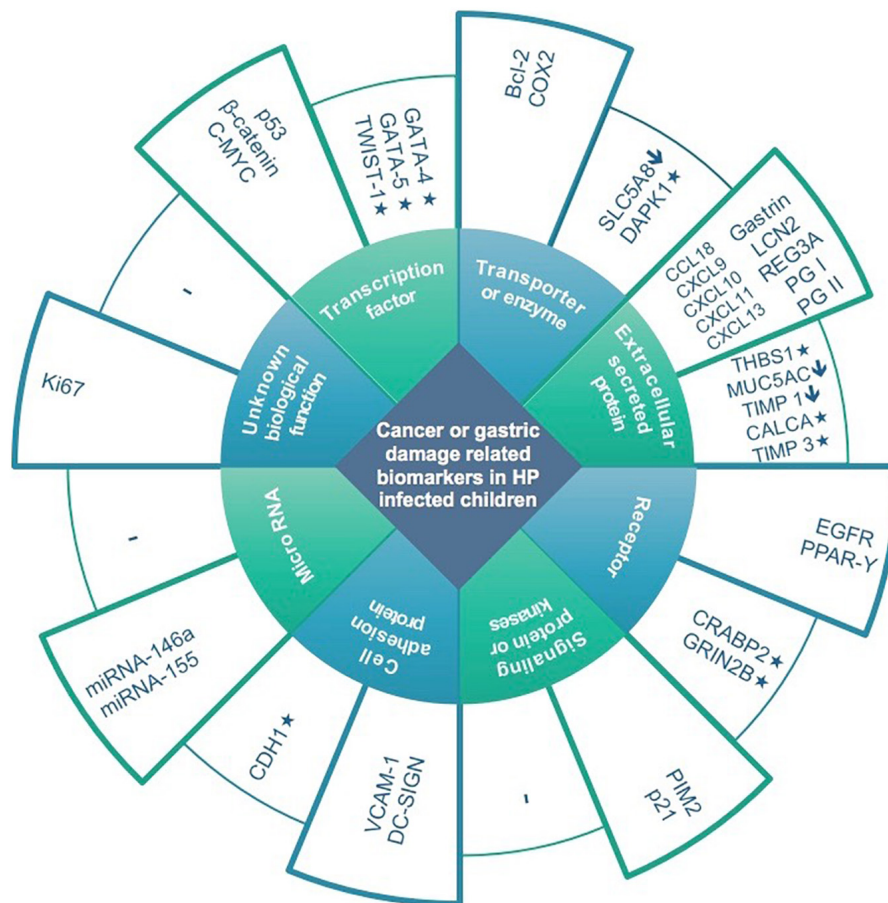 Cancer or gastric
damage related
biomarkers in HP
infected children
Transporter
or enzyme
Bcl-2
COX2
SLC5A8↓
DAPK1★
Extracellular
secreted
protein
Gastrin
LCN2
REG3A
PG I
PG II
CCL18
CXCL9
CXCL10
CXCL11
CXCL13
THBS1★
MUC5AC↓
TIMP 1↓
CALCA★
TIMP 3★
Receptor
EGFR
PPAR-Y
CRABP2★
GRIN2B★
Signaling
protein or
kinases
PIM2
p21
-
Cell
adhesion
protein
VCAM-1
DC-SIGN
CDH1★
Micro RNA
miRNA-146a
miRNA-155
-
Unknown
biological
function
Ki67
-
Transcription
factor
p53
β-catenin
C-MYC
GATA-4★
GATA-5★
TWIST-1★